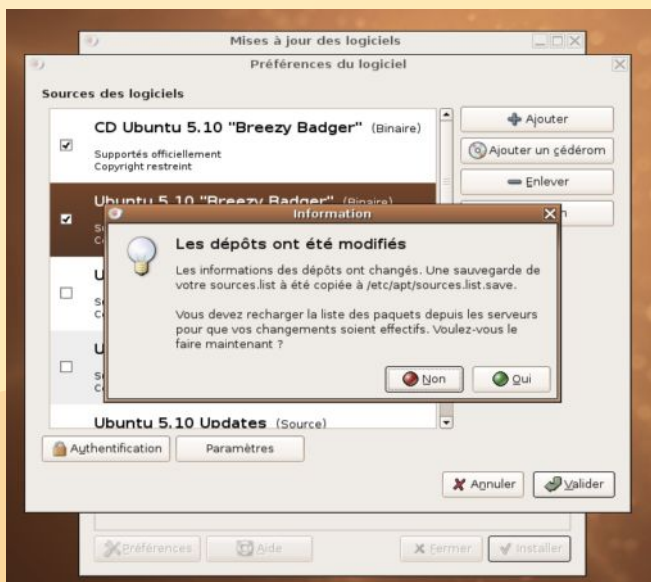 Mises à jour des logiciels
Préférences du logiciel
Sources des logiciels
CD Ubuntu 5.10 "Breezy Badger" (Binaire)
Supportés officiellement
Copyright restreint
Ajouter
Ajouter un cédérom
Enlever
Ubuntu 5.10 "Breezy Badger" (Binaire)
Information
Les dépôts ont été modifiés
Les informations des dépôts ont changés. Une sauvegarde de
votre sources.list à été copiée à /etc/apt/sources.list.save.
Vous devez recharger la liste des paquets depuis les serveurs
pour que vos changements soient effectifs. Voulez-vous le
faire maintenant ?
Non
Oui
Ubuntu 5.10 Updates (Source)
Authentification
Paramètres
Annuler
Valider
Préférences
Aide
Fermer
Installer